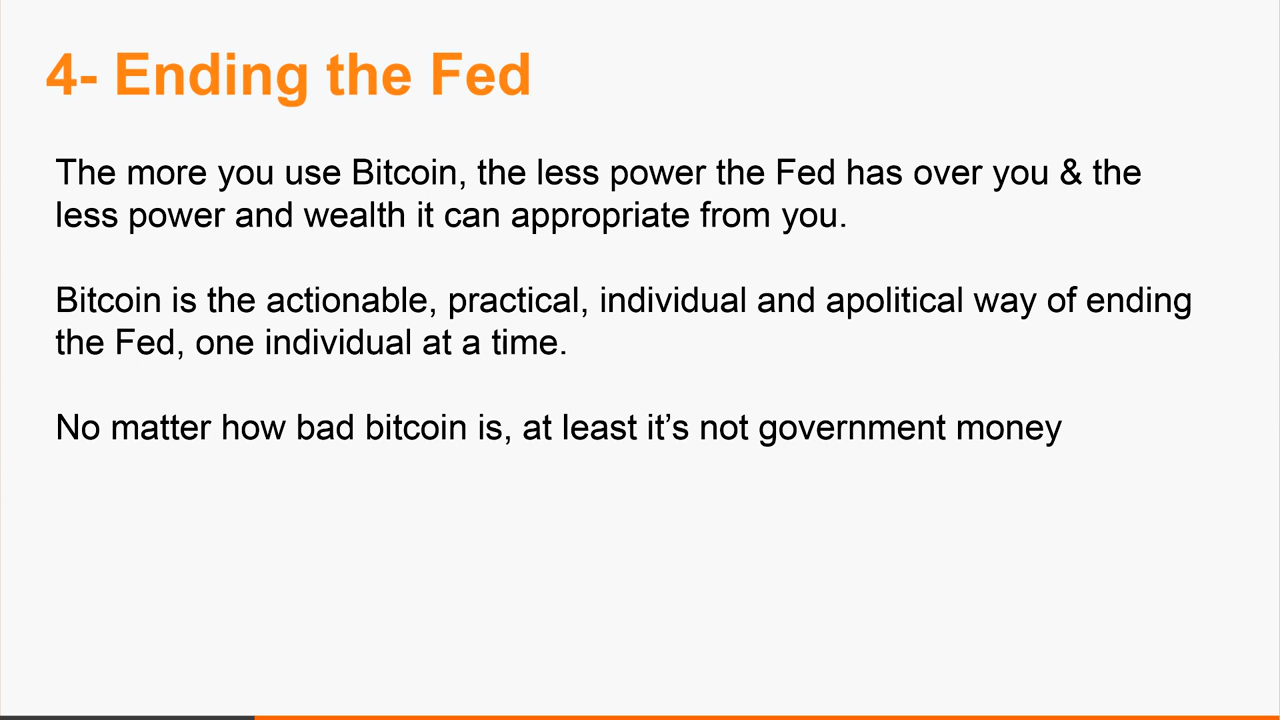 4- Ending the Fed
The more you use Bitcoin, the less power the Fed has over you & the
less power and wealth it can appropriate from you.
Bitcoin is the actionable, practical, individual and apolitical way of ending
the Fed, one individual at a time.
No matter how bad bitcoin is, at least it’s not government money